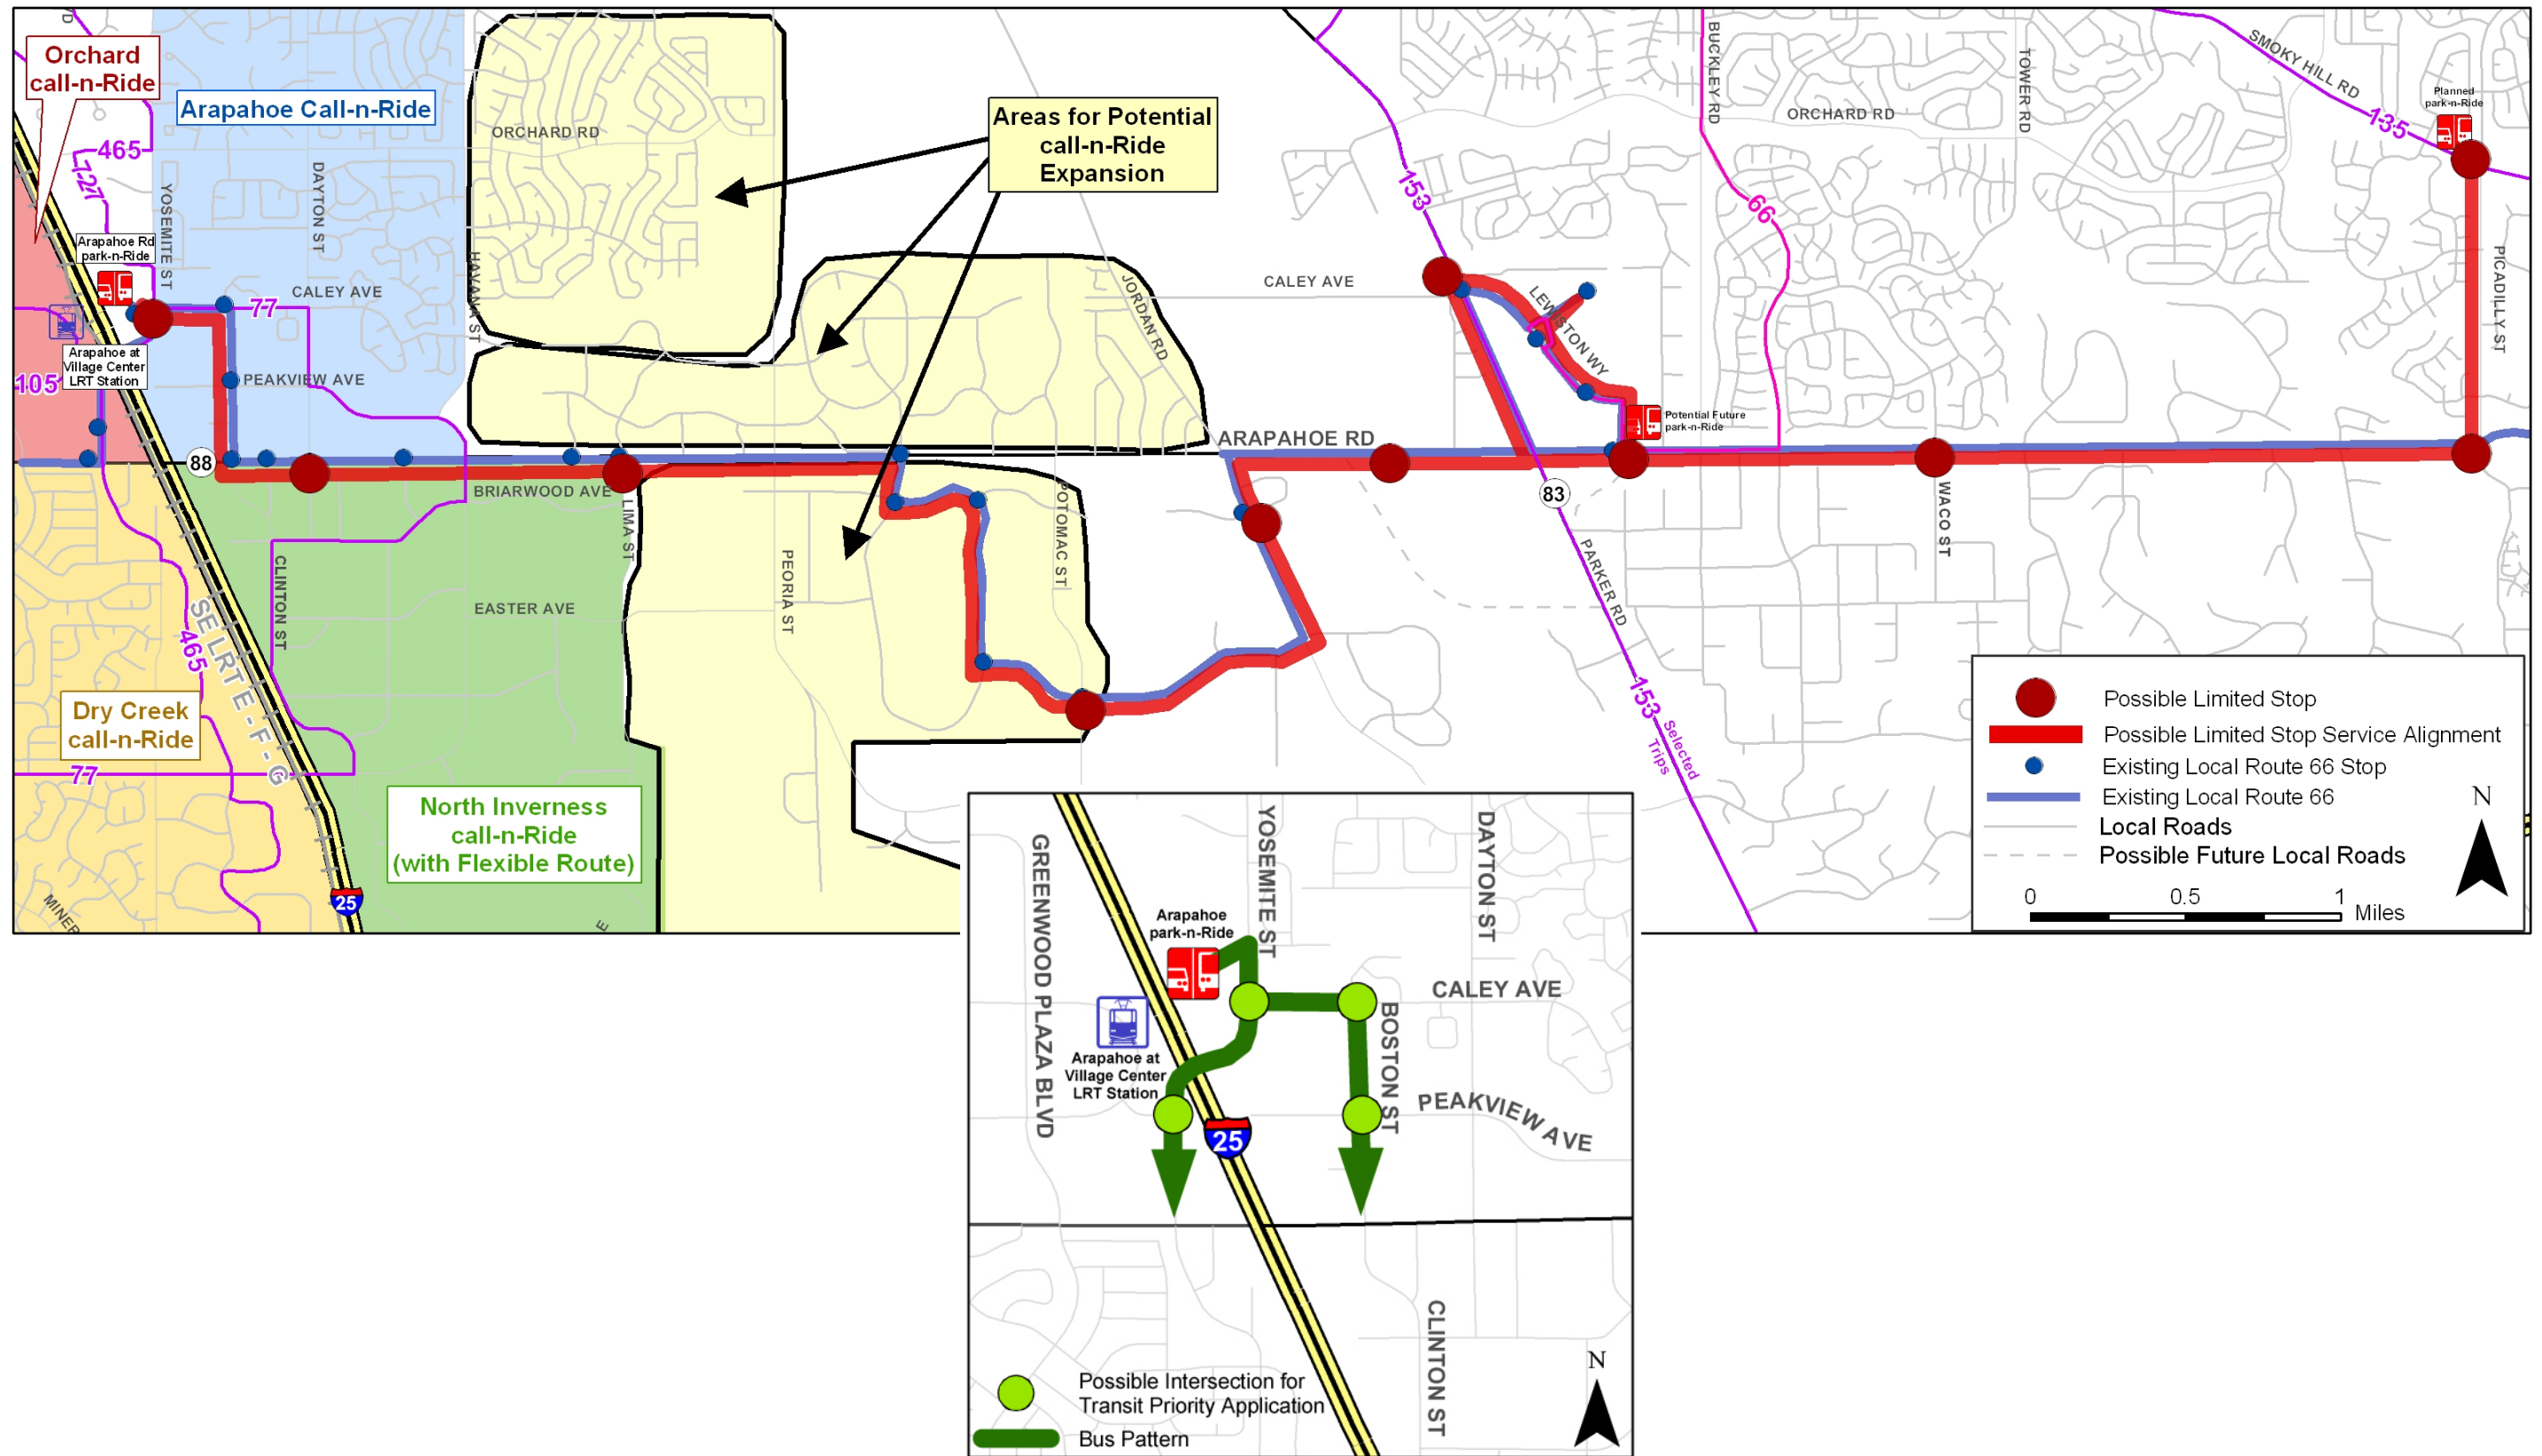 Orchard
call-n-Ride
Arapahoe Call-n-Ride
465
727
YOSEMITE ST
DAYTON ST
ORCHARD RD
HAVANA ST
Areas for Potential
call-n-Ride
Expansion
JORDAN RD
CALEY AVE
153
BUCKLEY RD
66
ORCHARD RD
TOWER RD
SMOKY HILL RD
135
Planned
park-n-Ride
PICADILLY ST
Arapahoe Rd
park-n-Ride
CALEY AVE
77
Arapahoe at
Village Center
LRT Station
105
PEAKVIEW AVE
LEWISTON WY
Potential Future
park-n-Ride
ARAPAHOE RD
88
BRIARWOOD AVE
LIMA ST
PEORIA ST
POTOMAC ST
83
PARKER RD
WACO ST
CLINTON ST
EASTER AVE
465
SE LRT E - F - G
Dry Creek
call-n-Ride
77
North Inverness
call-n-Ride
(with Flexible Route)
25
MINER
E
153
Selected
Trips
Possible Limited Stop
Possible Limited Stop Service Alignment
Existing Local Route 66 Stop
Existing Local Route 66
Local Roads
Possible Future Local Roads
N
0 0.5 1
Miles
GREENWOOD PLAZA BLVD
YOSEMITE ST
DAYTON ST
Arapahoe
park-n-Ride
CALEY AVE
Arapahoe at
Village Center
LRT Station
BOSTON ST
PEAKVIEW AVE
25
CLINTON ST
N
Possible Intersection for
Transit Priority Application
Bus Pattern